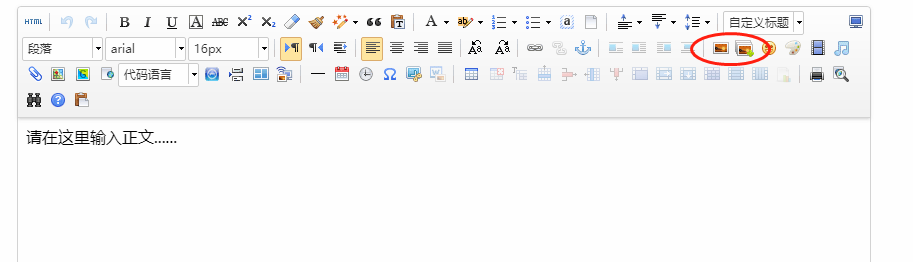 HTML B I U A ABC X² X₂ A 自定义标题
段落 arial 16px
代码语言
请在这里输入正文......